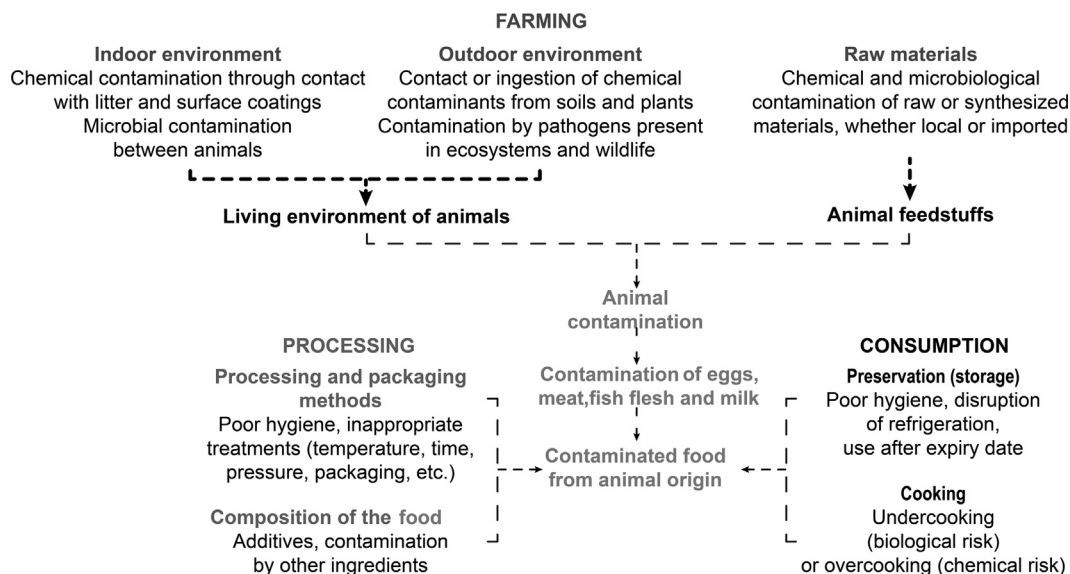 FARMING
Indoor environment
Chemical contamination through contact
with litter and surface coatings
Microbial contamination
between animals
Outdoor environment
Contact or ingestion of chemical
contaminants from soils and plants
Contamination by pathogens present
in ecosystems and wildlife
Raw materials
Chemical and microbiological
contamination of raw or synthesized
materials, whether local or imported
Living environment of animals
Animal feedstuffs
Animal
contamination
Contamination of eggs,
meat,fish flesh and milk
Contaminated food
from animal origin
PROCESSING
Processing and packaging
methods
Poor hygiene, inappropriate
treatments (temperature, time,
pressure, packaging, etc.)
Composition of the food
Additives, contamination
by other ingredients
CONSUMPTION
Preservation (storage)
Poor hygiene, disruption
of refrigeration,
use after expiry date
Cooking
Undercooking
(biological risk)
or overcooking (chemical risk)